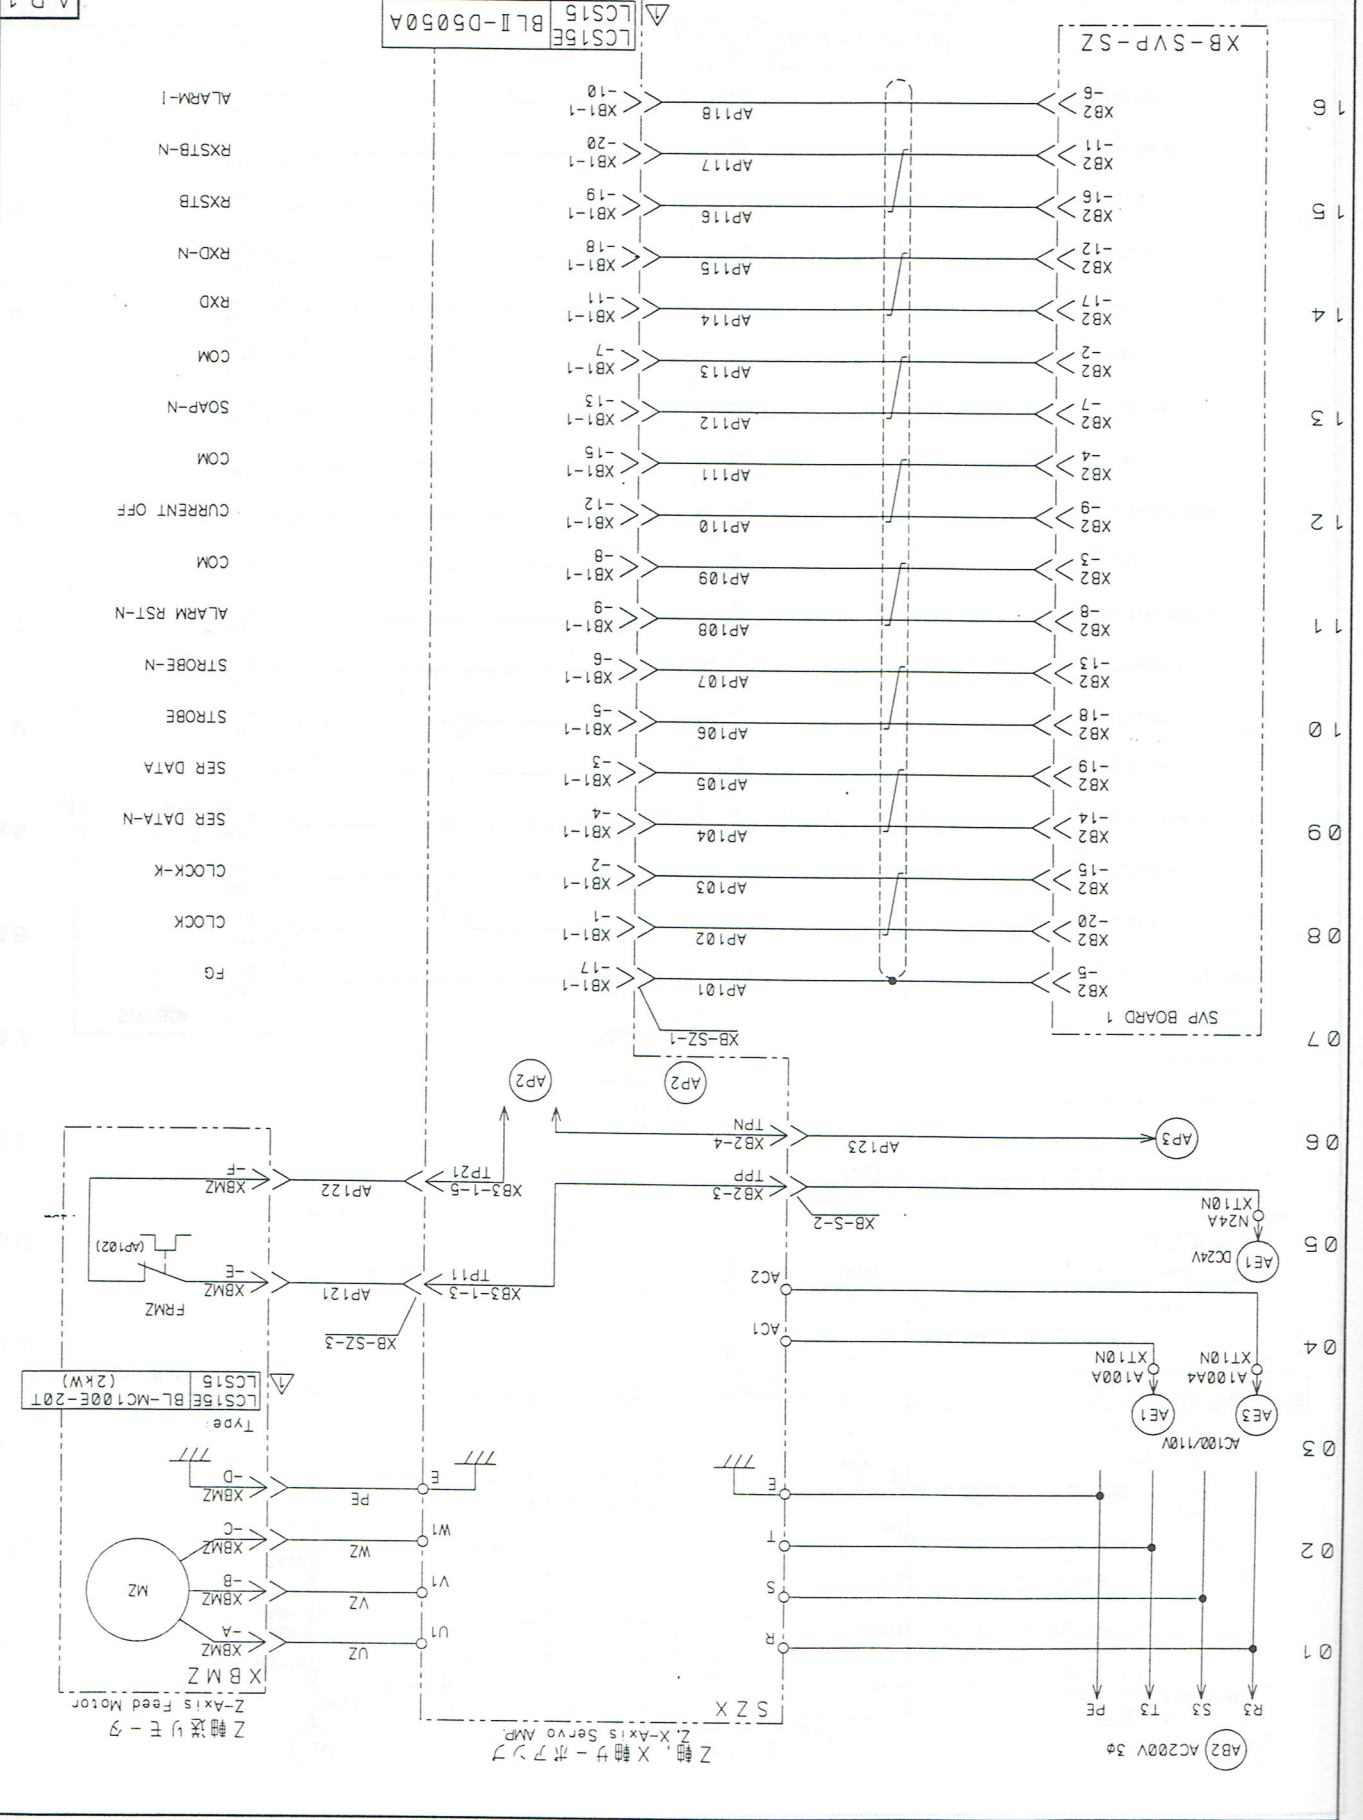 AB2 AC200V 3φ
R3
S3
T3
PE
Z軸, X軸サーボアンプ
Z,X-Axis Servo AMP.
SZX
Z軸送りモータ
Z-Axis Feed Motor
XBMZ
01
R
U1
UZ
XBMZ
-A
S
V1
VZ
XBMZ
-B
MZ
02
T
W1
WZ
XBMZ
-C
E
E
PE
XBMZ
-D
03
AC100/110V
AE3
AE1
A100A4
XT10N
A100A
XT10N
Type:
LCS15E
LCS15
BL-MC100E-20T
(2kW)
1
04
AC1
AC2
XB-SZ-3
XB3-1-3
TP11
AP121
XBMZ
-E
FRMZ
(AP102)
05
AE1
DC24V
N24A
XT10N
XB-S-2
XB2-3
TPP
XB3-1-5
TP21
AP122
XBMZ
-F
06
AP3
AP123
XB2-4
TPN
AP2
AP2
07
SVP BOARD 1
XB-SZ-1
XB2
-5
AP101
XB1-1
-17
FG
08
XB2
-20
AP102
XB1-1
-1
CLOCK
XB2
-15
AP103
XB1-1
-2
CLOCK-K
09
XB2
-14
AP104
XB1-1
-4
SER DATA-N
XB2
-19
AP105
XB1-1
-3
SER DATA
10
XB2
-18
AP106
XB1-1
-5
STROBE
XB2
-13
AP107
XB1-1
-6
STROBE-N
11
XB2
-8
AP108
XB1-1
-9
ALARM RST-N
XB2
-3
AP109
XB1-1
-8
COM
12
XB2
-9
AP110
XB1-1
-12
CURRENT OFF
XB2
-4
AP111
XB1-1
-15
COM
13
XB2
-7
AP112
XB1-1
-13
SOAP-N
XB2
-2
AP113
XB1-1
-7
COM
14
XB2
-17
AP114
XB1-1
-11
RXD
XB2
-12
AP115
XB1-1
-18
RXD-N
15
XB2
-16
AP116
XB1-1
-19
RXSTB
XB2
-11
AP117
XB1-1
-20
RXSTB-N
16
XB2
-6
AP118
XB1-1
-10
ALARM-I
XB-SVP-SZ
1
LCS15E
LCS15
BLⅡ-D5050A